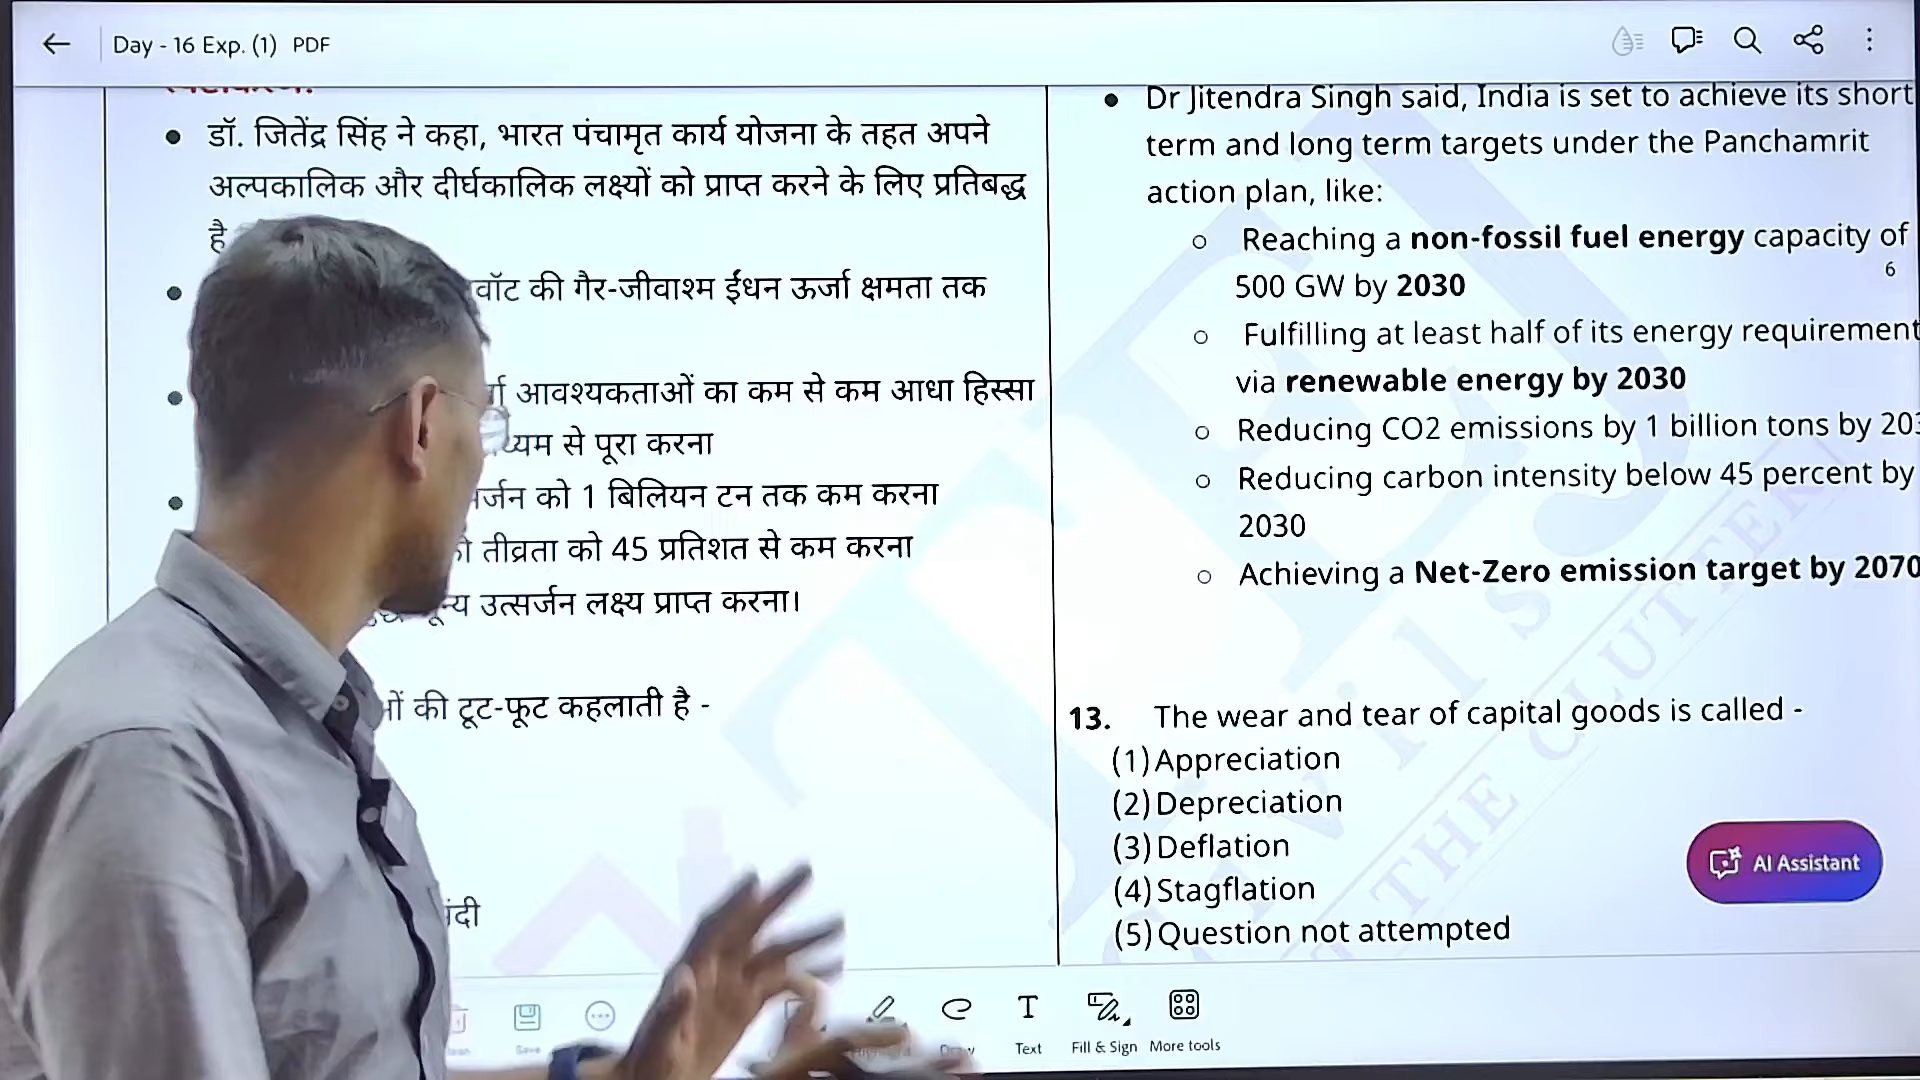 Day - 16 Exp. (1) PDF
डॉ. जितेंद्र सिंह ने कहा, भारत पंचामृत कार्य योजना के तहत अपने
अल्पकालिक और दीर्घकालिक लक्ष्यों को प्राप्त करने के लिए प्रतिबद्ध
है
की गैर-जीवाश्म ईंधन ऊर्जा क्षमता तक
आवश्यकताओं का कम से कम आधा हिस्सा
से पूरा करना
को 1 बिलियन टन तक कम करना
तीव्रता को 45 प्रतिशत से कम करना
उत्सर्जन लक्ष्य प्राप्त करना।
की टूट-फूट कहलाती है -
Dr Jitendra Singh said, India is set to achieve its short
term and long term targets under the Panchamrit
action plan, like:
Reaching a non-fossil fuel energy capacity of
6
500 GW by 2030
Fulfilling at least half of its energy requirement
via renewable energy by 2030
Reducing CO2 emissions by 1 billion tons by
Reducing carbon intensity below 45 percent by
2030
Achieving a Net-Zero emission target by 2070
13. The wear and tear of capital goods is called -
(1) Appreciation
(2) Depreciation
(3) Deflation
(4) Stagflation
(5) Question not attempted
AI Assistant
Save
Text
Fill & Sign
More tools